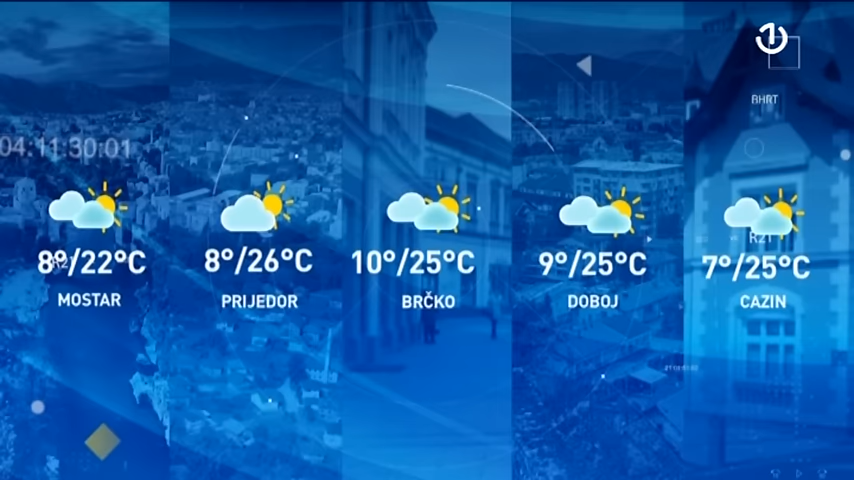 BHRT
04:11:30:01
R21
8°/22°C
8°/26°C
10°/25°C
9°/25°C
7°/25°C
MOSTAR
PRIJEDOR
BRČKO
DOBOJ
CAZIN